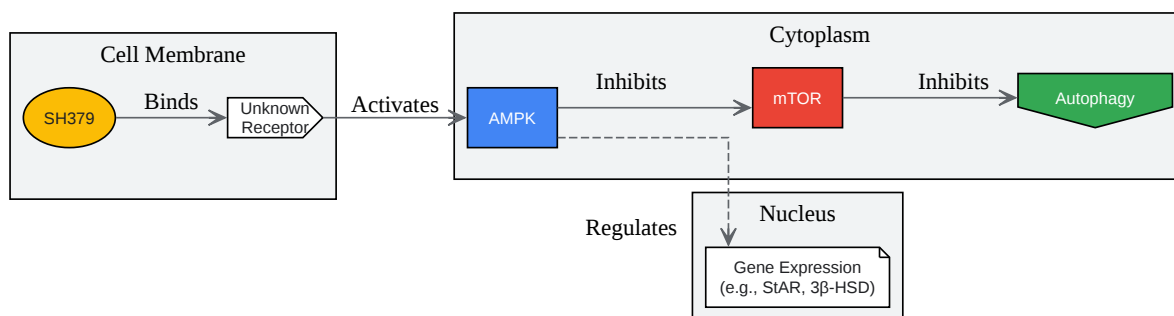 Cell Membrane
SH379
Binds
Unknown
Receptor
Activates
Cytoplasm
AMPK
Inhibits
mTOR
Inhibits
Autophagy
Regulates
Nucleus
Gene Expression
(e.g., StAR, 3β-HSD)